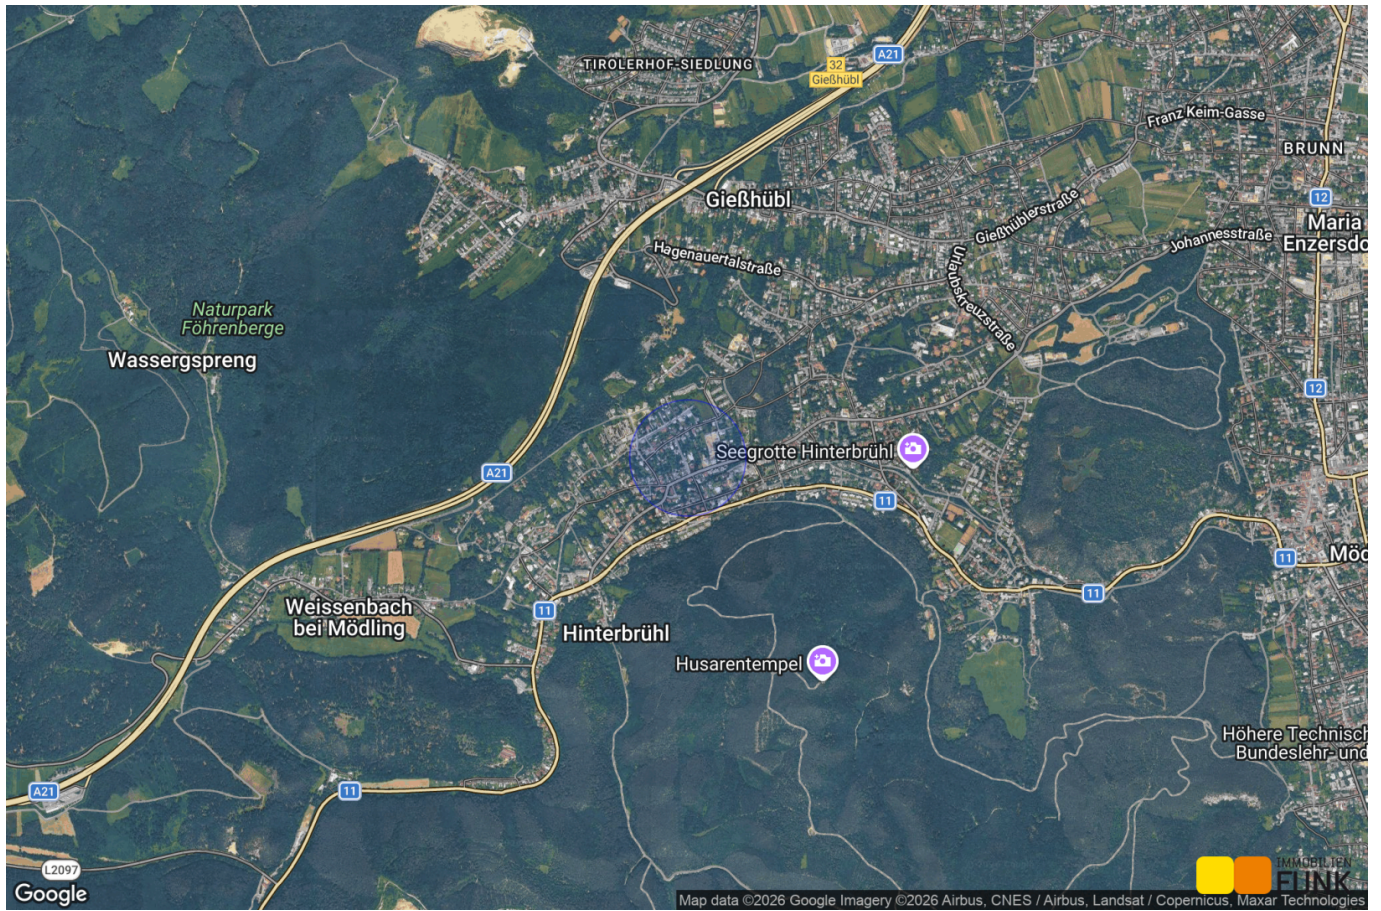 TIROLERHOF-SIEDLUNG
A21
32
Gießhübl
Franz Keim-Gasse
BRUNN
12
Gießhübl
Gießhüblerstraße
Maria
Enzersdo
Johannesstraße
Hagenauertalstraße
Urlaubskreuzstraße
Naturpark
Föhrenberge
Wassergspreng
12
Seegrotte Hinterbrühl
A21
11
11
Möd
11
Weissenbach
bei Mödling
11
Hinterbrühl
Husarentempel
Höhere Technisch
Bundeslehr- und
A21
11
L2097
IMMOBILIEN
FUNK
Google
Map data ©2026 Google Imagery ©2026 Airbus, CNES / Airbus, Landsat / Copernicus, Maxar Technologies